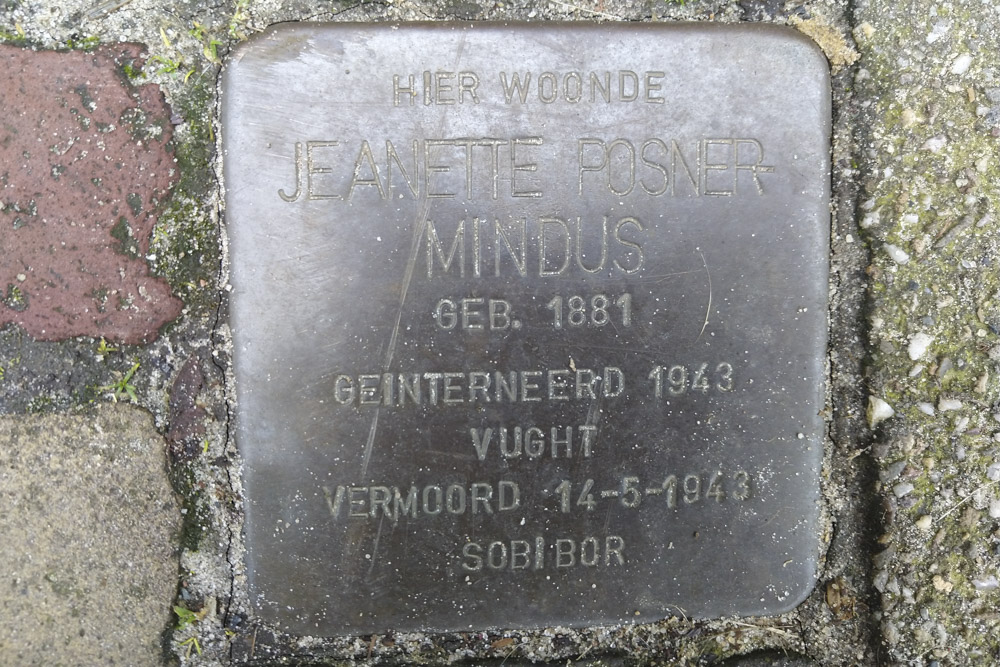 HIER WOONDE
JEANETTE POSNER-
MINDUS
GEB. 1881
GEINTERNEERD 1943
VUGHT
VERMOORD 14-5-1943
SOBIBOR